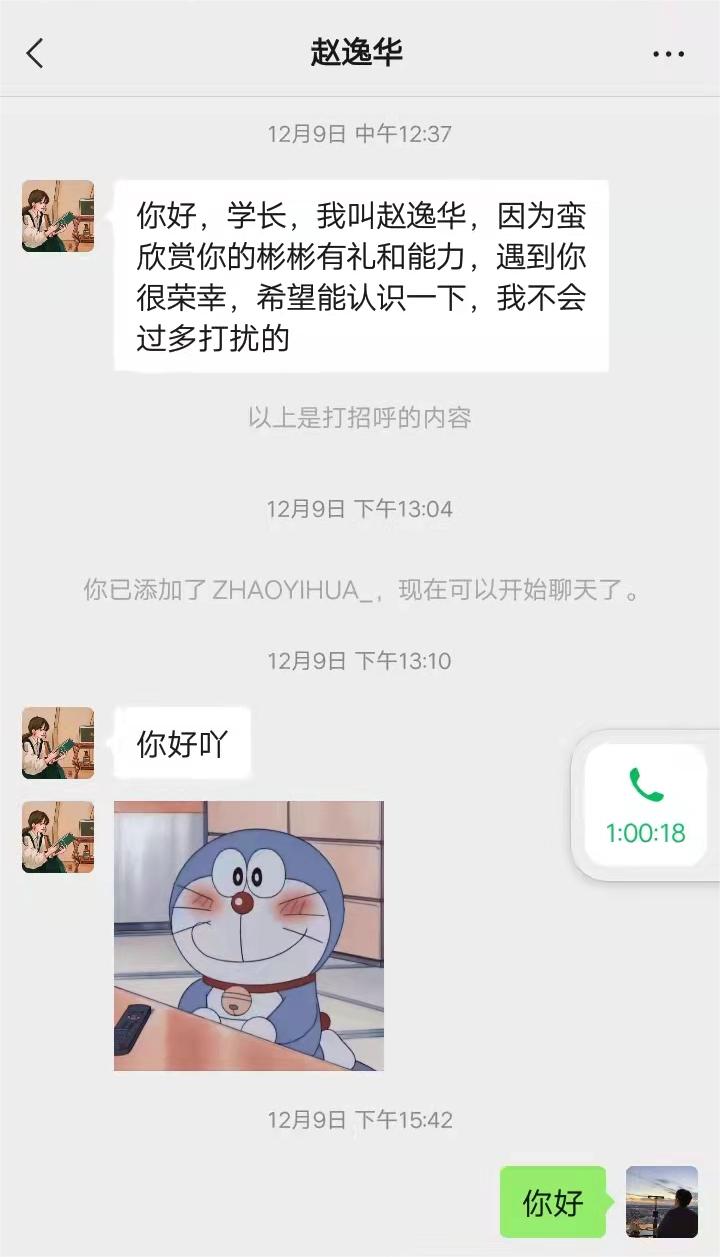 赵逸华
12月9日 中午12:37
你好，学长，我叫赵逸华，因为蛮
欣赏你的彬彬有礼和能力，遇到你
很荣幸，希望能认识一下，我不会
过多打扰的
以上是打招呼的内容
12月9日 下午13:04
你已添加了 ZHAOYIHUA_，现在可以开始聊天了。
12月9日 下午13:10
你好吖
1:00:18
12月9日 下午15:42
你好